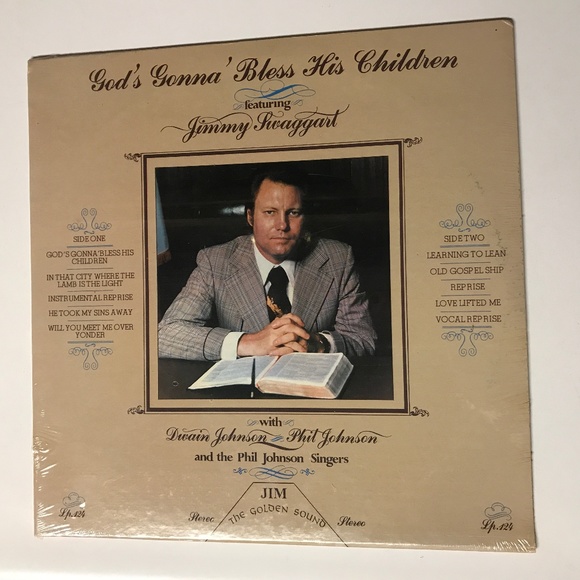 God's Gonna' Bless His Children
featuring
Jimmy Swaggart
SIDE ONE
GOD'S GONNA' BLESS HIS
CHILDREN
IN THAT CITY WHERE THE
LAMB IS THE LIGHT
INSTRUMENTAL REPRISE
HE TOOK MY SINS AWAY
WILL YOU MEET ME OVER
YONDER
SIDE TWO
LEARNING TO LEAN
OLD GOSPEL SHIP
REPRISE
LOVE LIFTED ME
VOCAL REPRISE
with
Dwain Johnson Phil Johnson
and the Phil Johnson Singers
JIM
Stereo THE GOLDEN SOUND Stereo
Lp. 124 Lp. 124